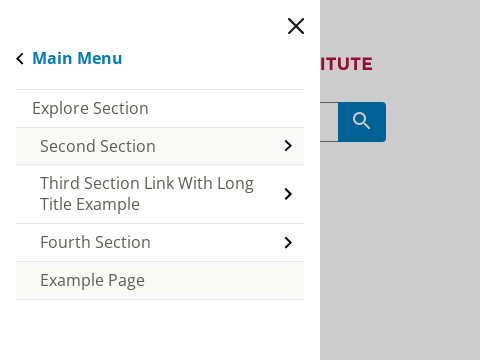 Main Menu
ITUTE
Explore Section
Second Section
Third Section Link With Long
Title Example
Fourth Section
Example Page